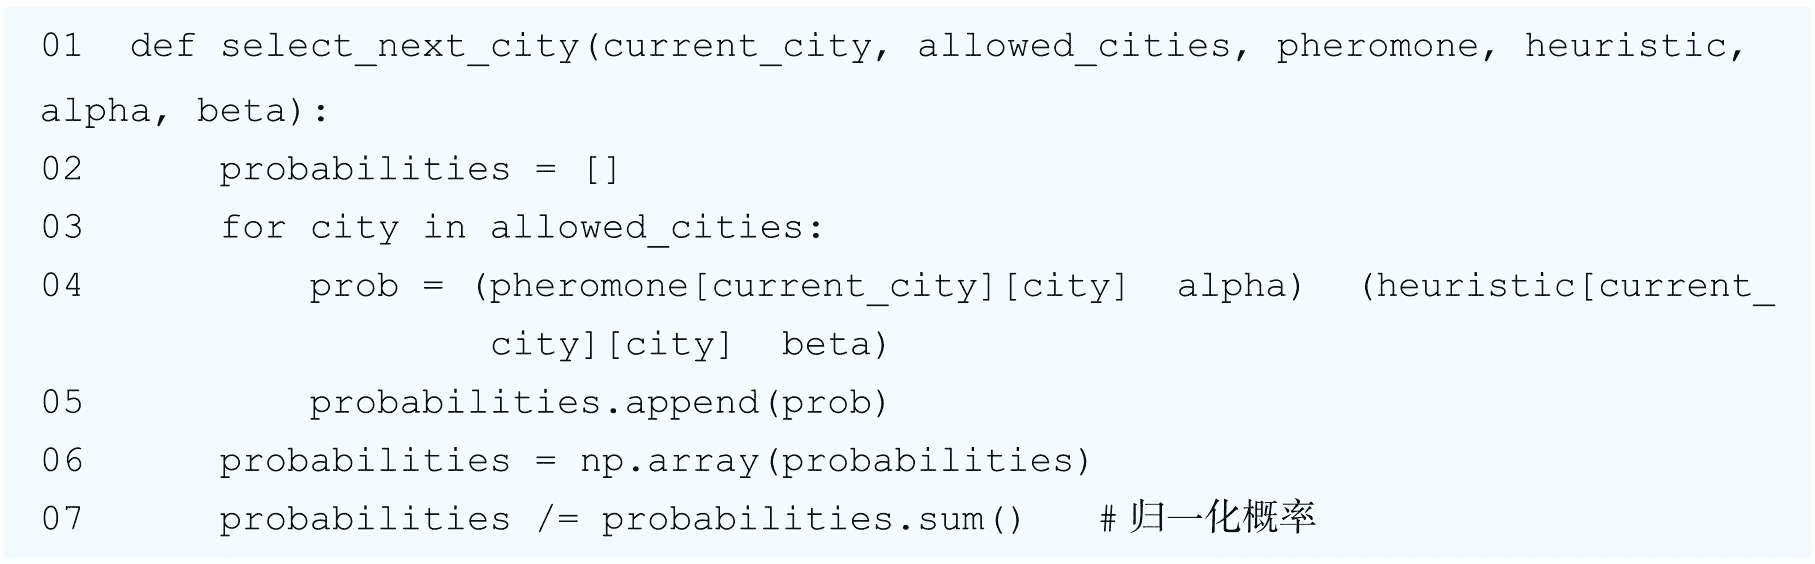 01  def select_next_city(current_city, allowed_cities, pheromone, heuristic,
alpha, beta):
02      probabilities = []
03      for city in allowed_cities:
04          prob = (pheromone[current_city][city]  alpha)  (heuristic[current_
city][city]  beta)
05          probabilities.append(prob)
06      probabilities = np.array(probabilities)
07      probabilities /= probabilities.sum()   #归一化概率